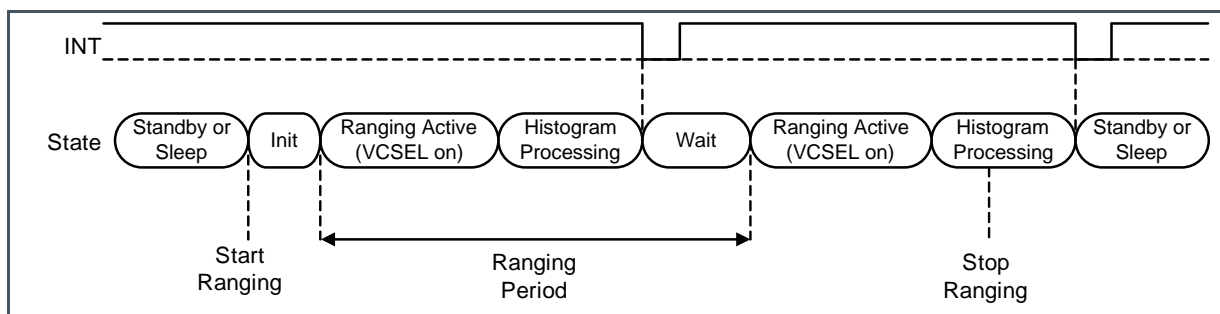 INT
State
Standby or
Sleep
Init
Ranging Active
(VCSEL on)
Histogram
Processing
Wait
Ranging Active
(VCSEL on)
Histogram
Processing
Standby or
Sleep
Start
Ranging
Ranging
Period
Stop
Ranging